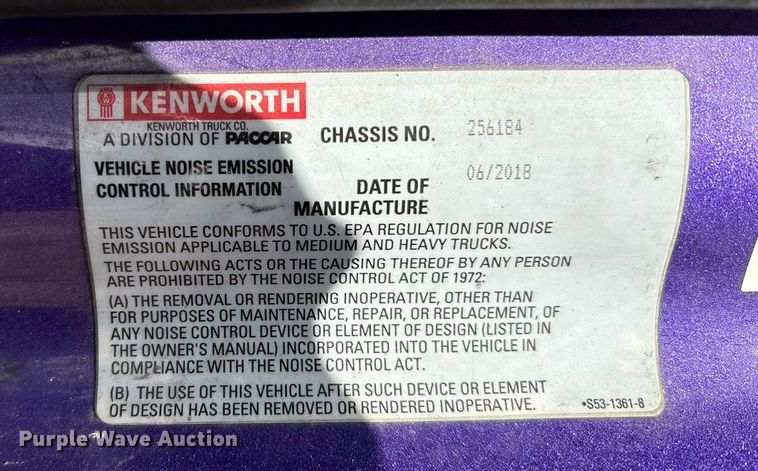 KW KENWORTH
KENWORTH TRUCK CO.
A DIVISION OF PACCAR
CHASSIS NO. 256184
VEHICLE NOISE EMISSION
CONTROL INFORMATION
DATE OF
MANUFACTURE
06/2018
THIS VEHICLE CONFORMS TO U.S. EPA REGULATION FOR NOISE
EMISSION APPLICABLE TO MEDIUM AND HEAVY TRUCKS.
THE FOLLOWING ACTS OR THE CAUSING THEREOF BY ANY PERSON
ARE PROHIBITED BY THE NOISE CONTROL ACT OF 1972:
(A) THE REMOVAL OR RENDERING INOPERATIVE, OTHER THAN
FOR PURPOSES OF MAINTENANCE, REPAIR, OR REPLACEMENT, OF
ANY NOISE CONTROL DEVICE OR ELEMENT OF DESIGN (LISTED IN
THE OWNER'S MANUAL) INCORPORATED INTO THE VEHICLE IN
COMPLIANCE WITH THE NOISE CONTROL ACT.
(B) THE USE OF THIS VEHICLE AFTER SUCH DEVICE OR ELEMENT
OF DESIGN HAS BEEN REMOVED OR RENDERED INOPERATIVE.
•S53-1361-8
Purple Wave Auction